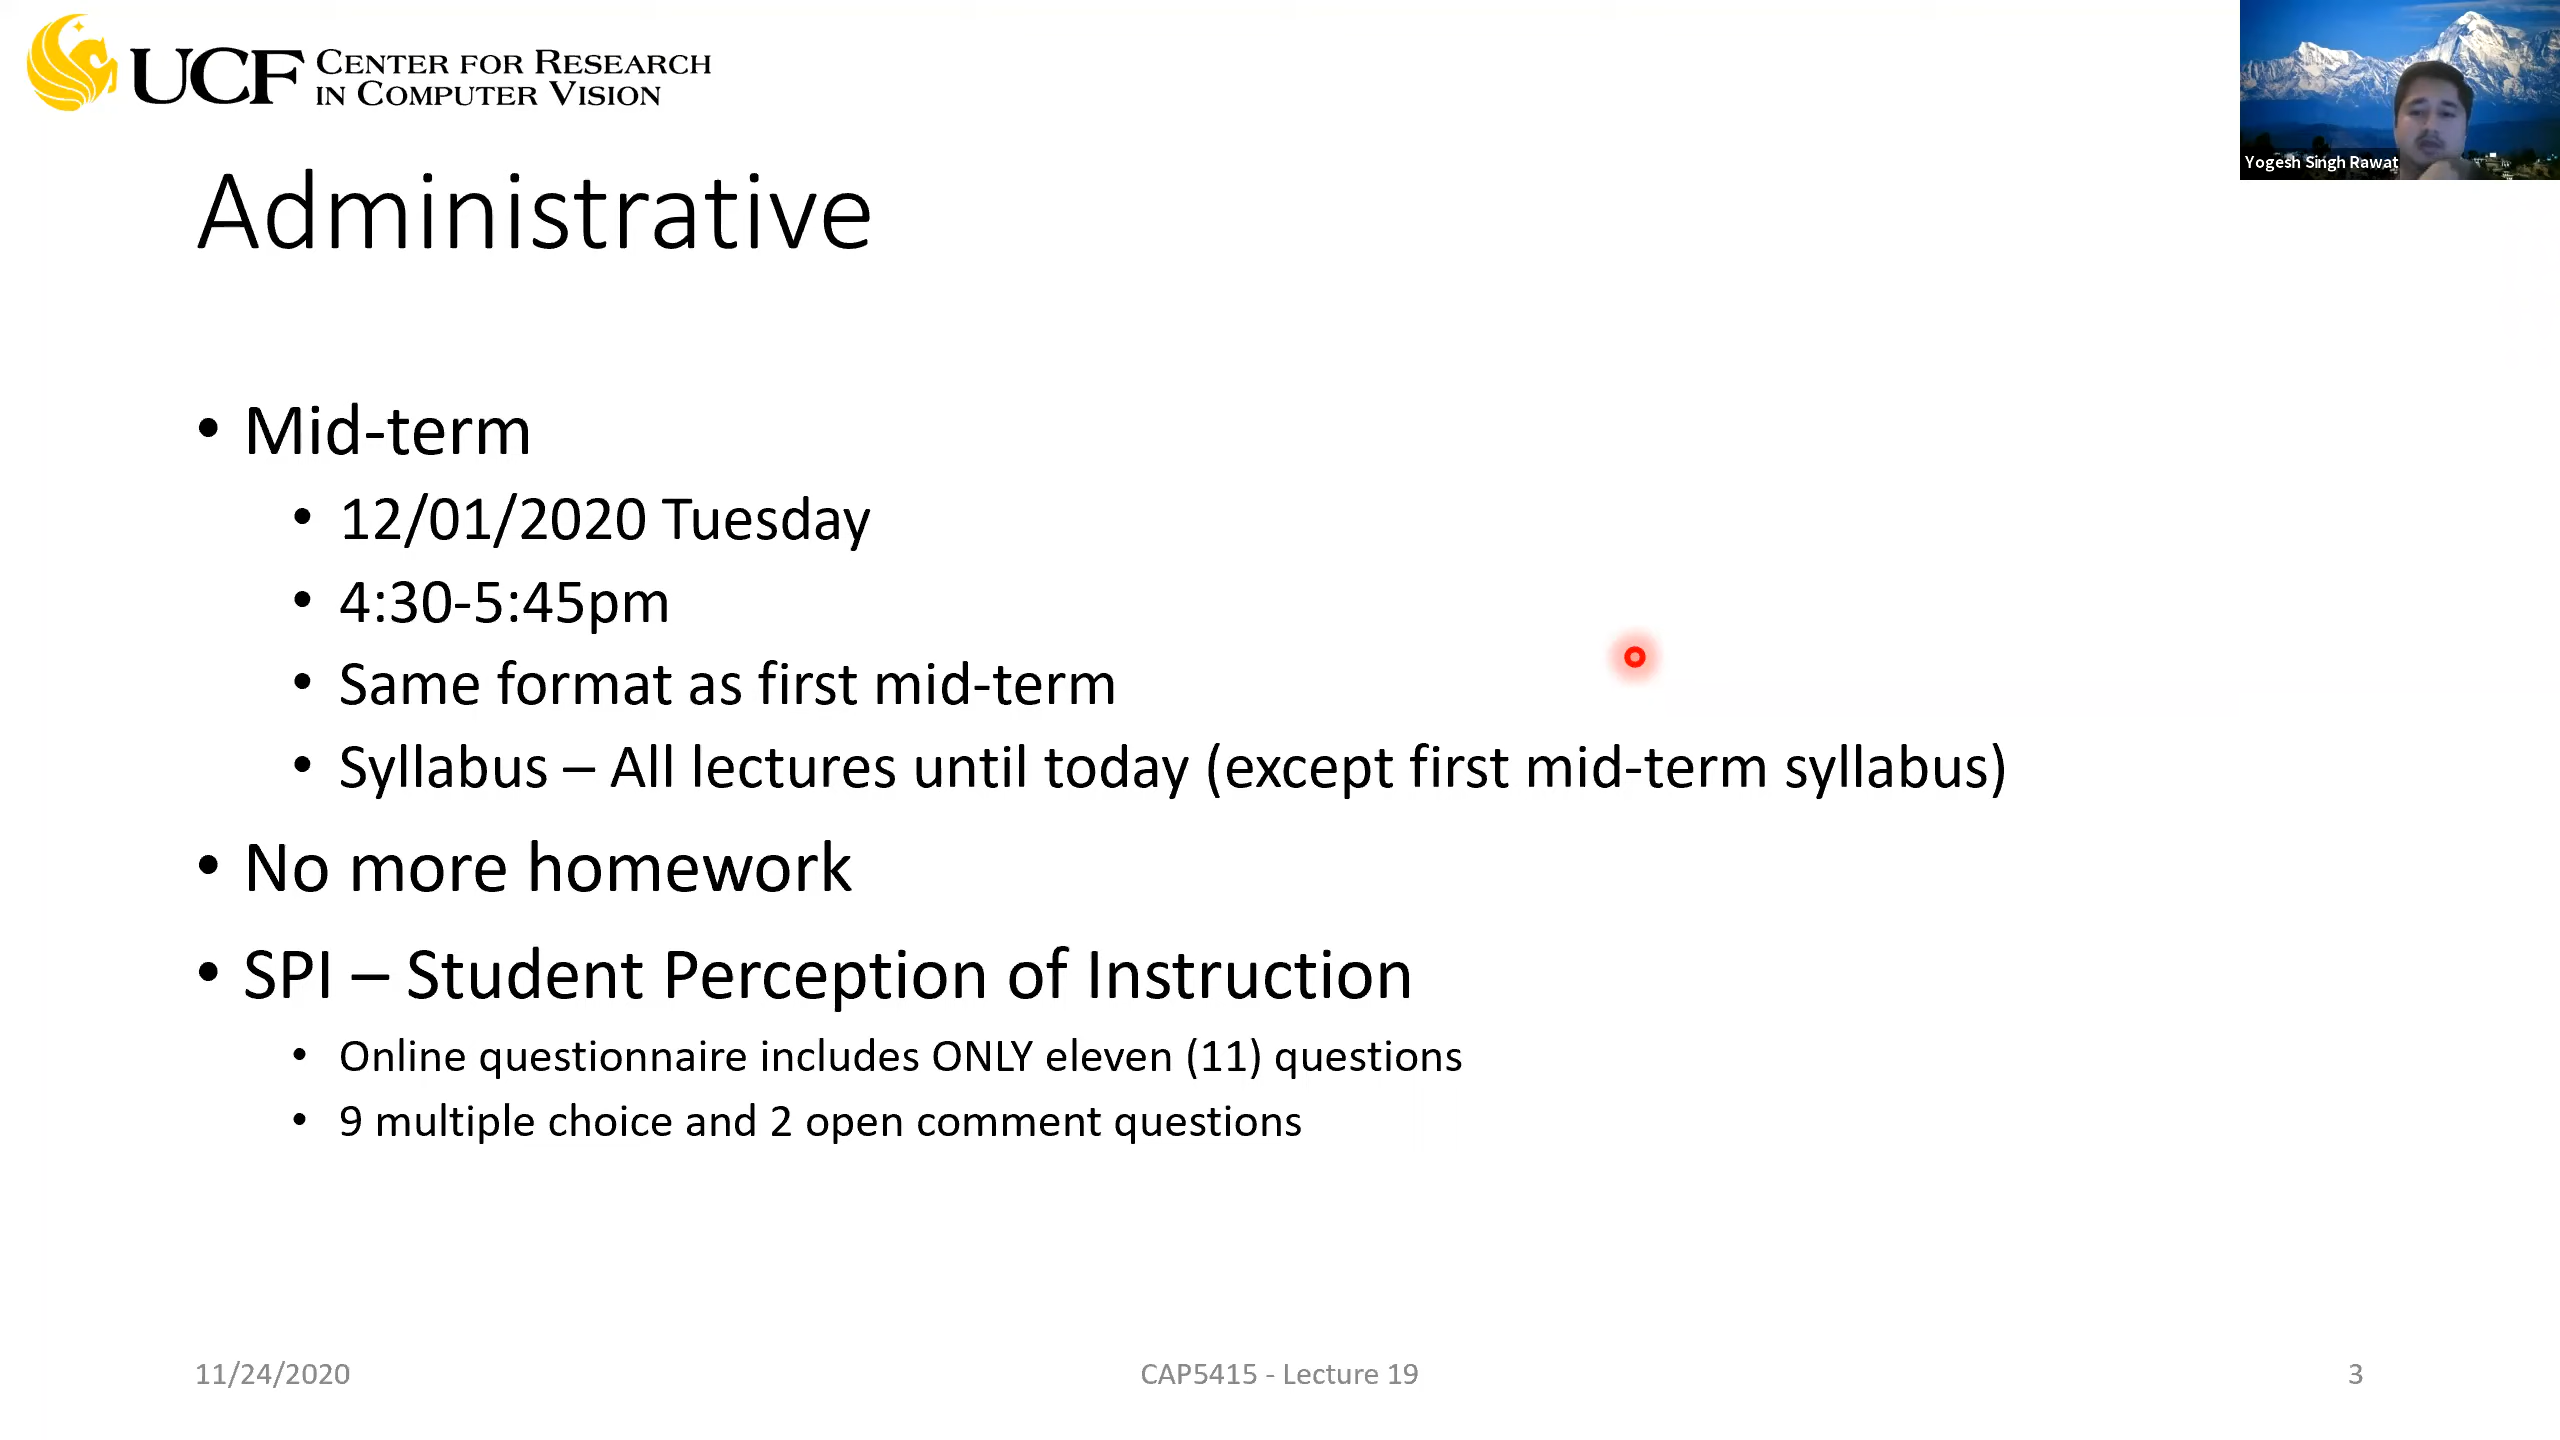 UCF CENTER FOR RESEARCH
IN COMPUTER VISION
Yogesh Singh Rawat
Administrative
• Mid-term
• 12/01/2020 Tuesday
• 4:30-5:45pm
• Same format as first mid-term
• Syllabus – All lectures until today (except first mid-term syllabus)
• No more homework
• SPI – Student Perception of Instruction
• Online questionnaire includes ONLY eleven (11) questions
• 9 multiple choice and 2 open comment questions
11/24/2020
CAP5415 - Lecture 19
3